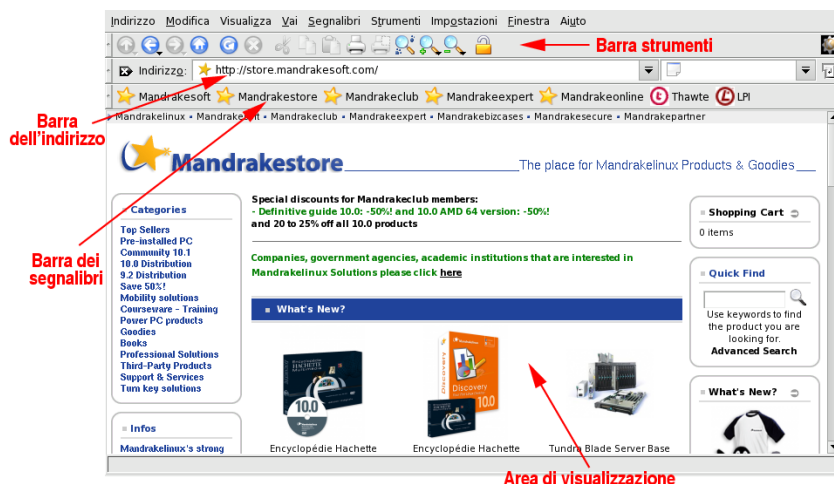 Indirizzo Modifica Visualizza Vai Segnalibri Strumenti Impostazioni Finestra Aiuto
Barra strumenti
Indirizzo: http://store.mandrakesoft.com/
Mandrakesoft Mandrakestore Mandrakeclub Mandrakeexpert Mandrakeonline Thawte LPI
Barra dell'indirizzo
Mandrakelinux • Mandrakesoft • Mandrakeclub • Mandrakeexpert • Mandrakebizcases • Mandrakesecure • Mandrakepartner
Mandrakestore
The place for Mandrakelinux Products & Goodies
Barra dei segnalibri
Categories
Top Sellers
Pre-installed PC
Community 10.1
10.0 Distribution
9.2 Distribution
Save 50%!
Mobility solutions
Courseware - Training
Power PC products
Goodies
Books
Professional Solutions
Third-Party Products
Support & Services
Turn key solutions
Infos
Mandrakelinux's strong
Special discounts for Mandrakeclub members:
- Definitive guide 10.0: -50%! and 10.0 AMD 64 version: -50%!
and 20 to 25% off all 10.0 products
Companies, government agencies, academic institutions that are interested in
Mandrakelinux Solutions please click here
What's New?
HACHETTE
10.0
Discovery
10.0
Encyclopédie Hachette
Encyclopédie Hachette
Tundra Blade Server Base
Shopping Cart
0 items
Quick Find
Use keywords to find
the product you are
looking for.
Advanced Search
What's New?
Area di visualizzazione